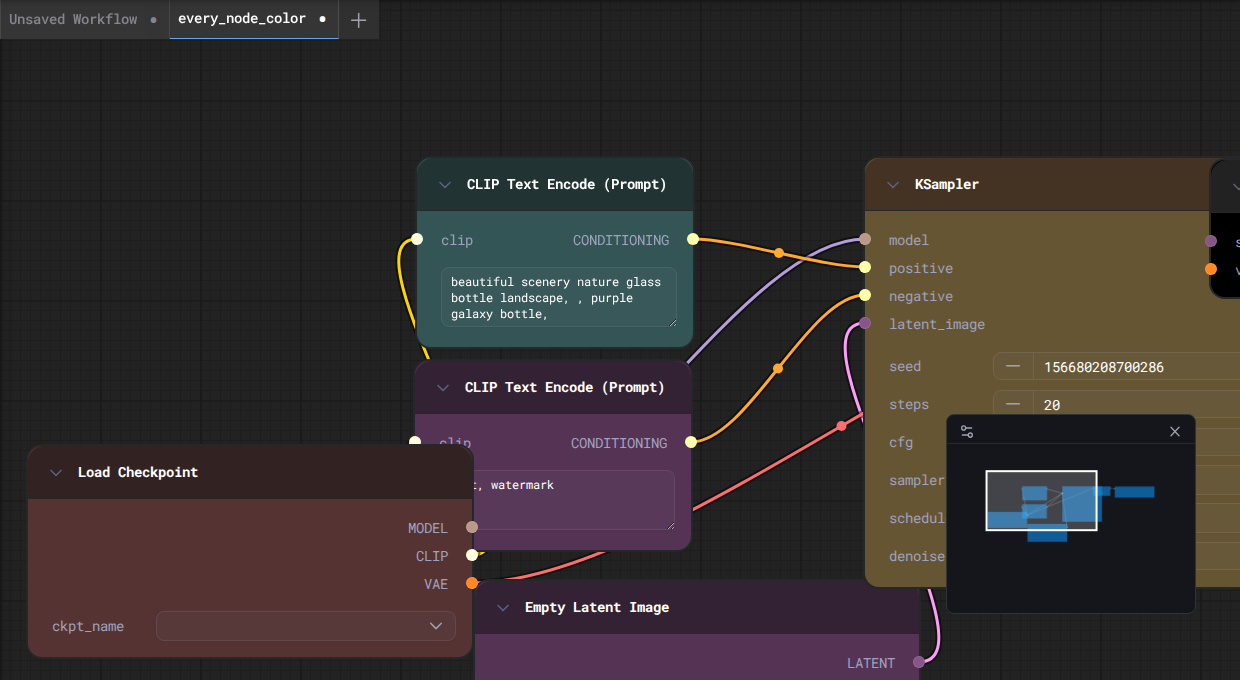 Unsaved Workflow
every_node_color
CLIP Text Encode (Prompt)
clip
CONDITIONING
beautiful scenery nature glass
bottle landscape, , purple
galaxy bottle,
KSampler
model
positive
negative
latent_image
seed
156680208700286
steps
20
cfg
sampler
schedul
denoise
CLIP Text Encode (Prompt)
clip
CONDITIONING
, watermark
Load Checkpoint
MODEL
CLIP
VAE
ckpt_name
Empty Latent Image
LATENT